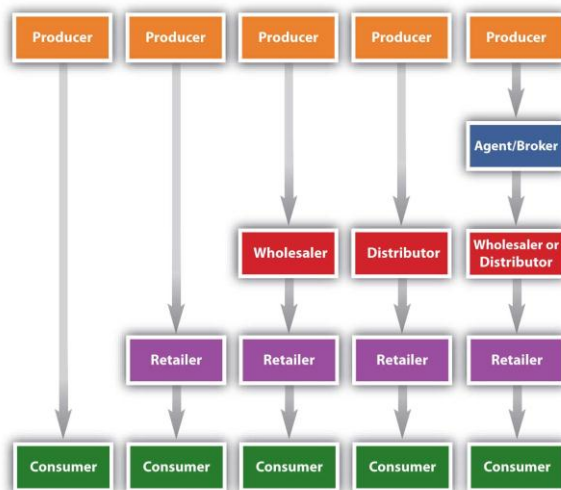 Producer
Producer
Producer
Producer
Producer
Agent/Broker
Wholesaler
Distributor
Wholesaler or
Distributor
Retailer
Retailer
Retailer
Retailer
Consumer
Consumer
Consumer
Consumer
Consumer